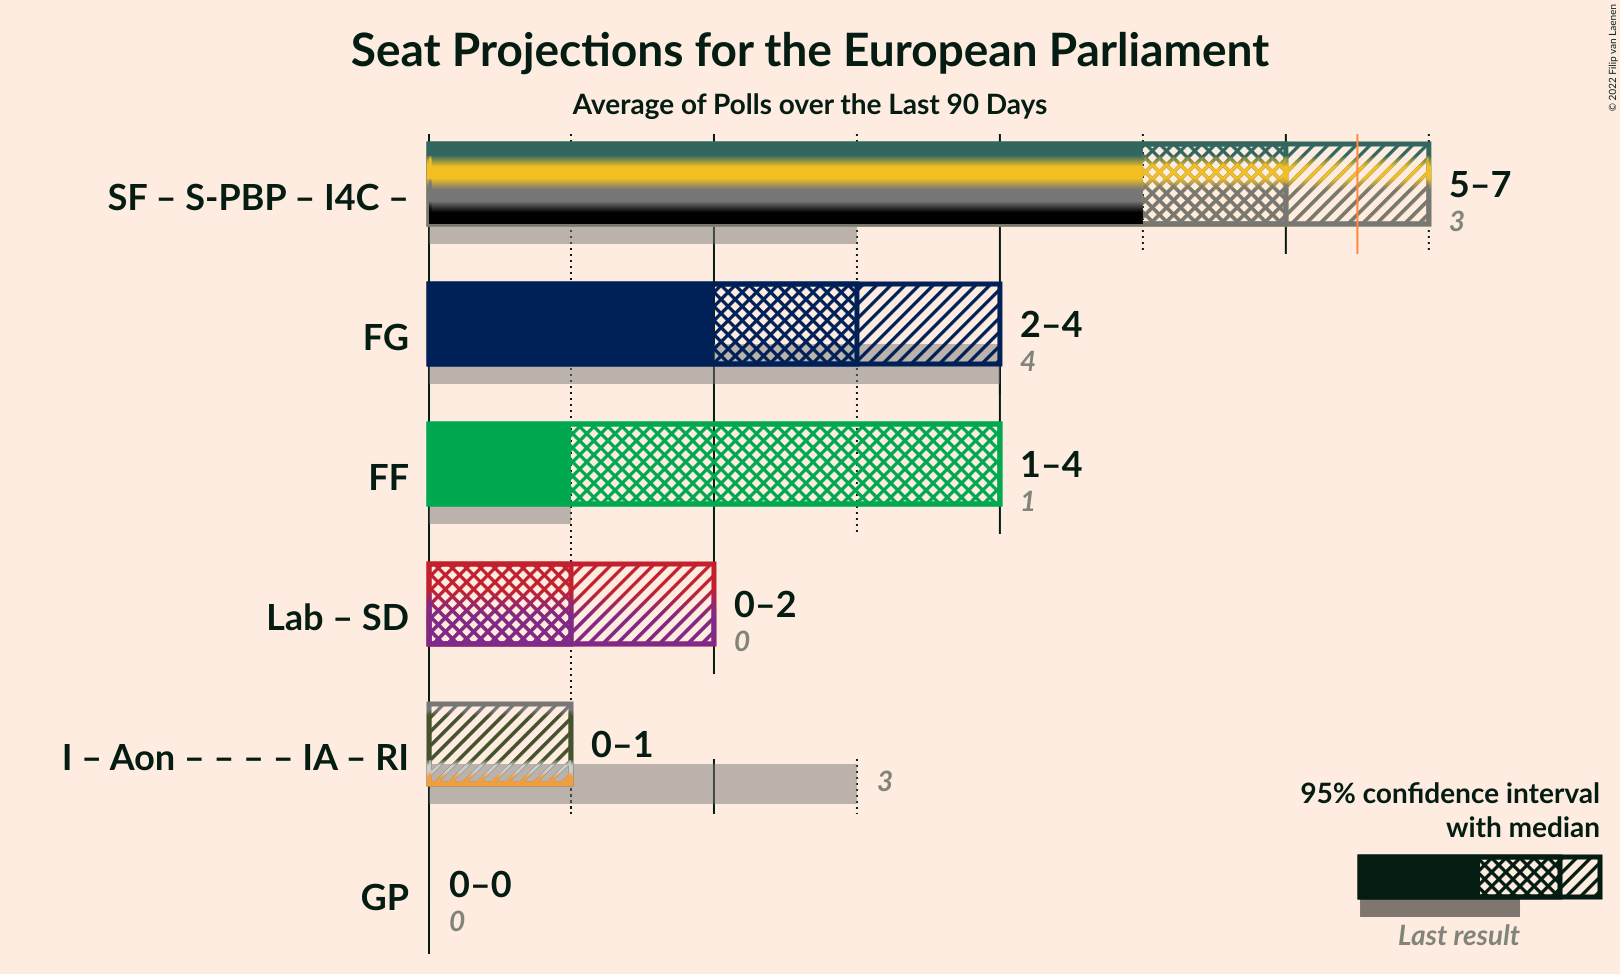 Seat Projections for the European Parliament
Average of Polls over the Last 90 Days
© 2022 Filip van Laenen
SF – S-PBP – I4C –
5–7
3
FG
2–4
4
FF
1–4
1
Lab – SD
0–2
0
I – Aon – – – – IA – RI
0–1
3
GP
0–0
0
95% confidence interval
with median
Last result